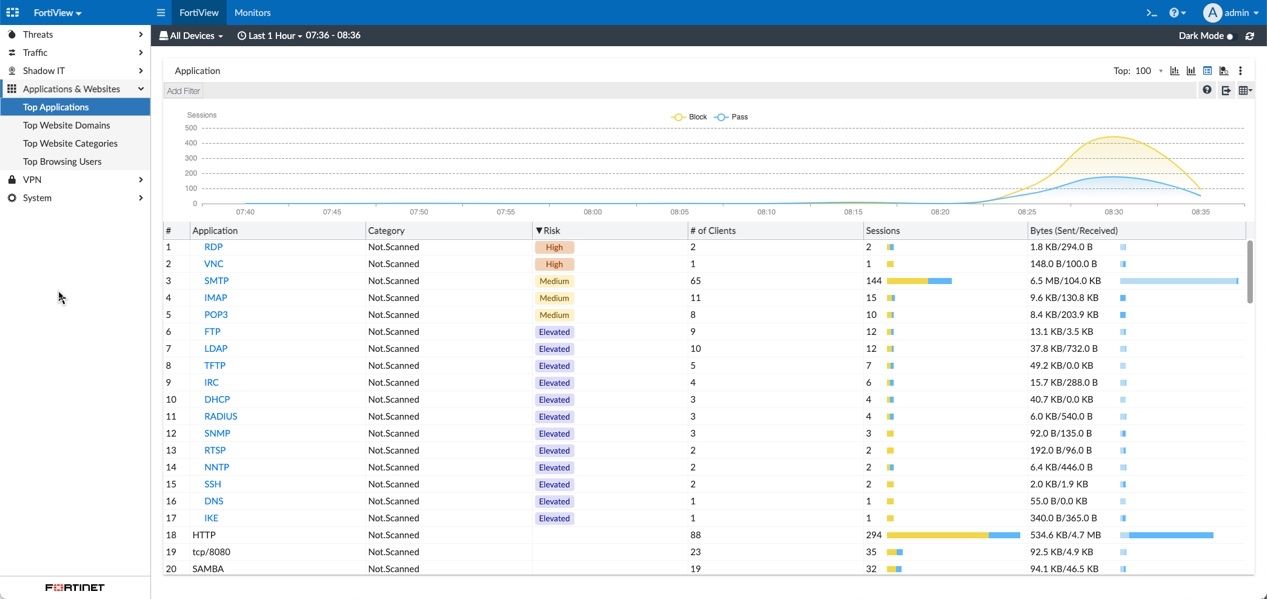 FortiView FortiView Monitors admin
A
All Devices Last 1 Hour 07:36 - 08:36 Dark Mode
Threats
Traffic
Shadow IT
Applications & Websites
Top Applications
Top Website Domains
Top Website Categories
Top Browsing Users
VPN
System
FORTINET
Application Top: 100
Add Filter
Sessions
Block Pass
500
400
300
200
100
0
07:40 07:45 07:50 07:55 08:00 08:05 08:10 08:15 08:20 08:25 08:30 08:35
# Application Category ▼Risk # of Clients Sessions Bytes (Sent/Received)
1 RDP Not.Scanned High 2 2 1.8 KB/294.0 B
2 VNC Not.Scanned High 1 1 148.0 B/100.0 B
3 SMTP Not.Scanned Medium 65 144 6.5 MB/104.0 KB
4 IMAP Not.Scanned Medium 11 15 9.6 KB/130.8 KB
5 POP3 Not.Scanned Medium 8 10 8.4 KB/203.9 KB
6 FTP Not.Scanned Elevated 9 12 13.1 KB/3.5 KB
7 LDAP Not.Scanned Elevated 10 12 37.8 KB/732.0 B
8 TFTP Not.Scanned Elevated 5 7 49.2 KB/0.0 KB
9 IRC Not.Scanned Elevated 4 6 15.7 KB/288.0 B
10 DHCP Not.Scanned Elevated 3 4 40.7 KB/0.0 KB
11 RADIUS Not.Scanned Elevated 3 4 6.0 KB/540.0 B
12 SNMP Not.Scanned Elevated 3 3 92.0 B/135.0 B
13 RTSP Not.Scanned Elevated 2 2 192.0 B/96.0 B
14 NNTP Not.Scanned Elevated 2 2 6.4 KB/446.0 B
15 SSH Not.Scanned Elevated 2 2 2.0 KB/1.9 KB
16 DNS Not.Scanned Elevated 1 1 55.0 B/0.0 KB
17 IKE Not.Scanned Elevated 1 1 340.0 B/365.0 B
18 HTTP Not.Scanned 88 294 534.6 KB/4.7 MB
19 tcp/8080 Not.Scanned 23 35 92.5 KB/4.9 KB
20 SAMBA Not.Scanned 19 32 94.1 KB/46.5 KB